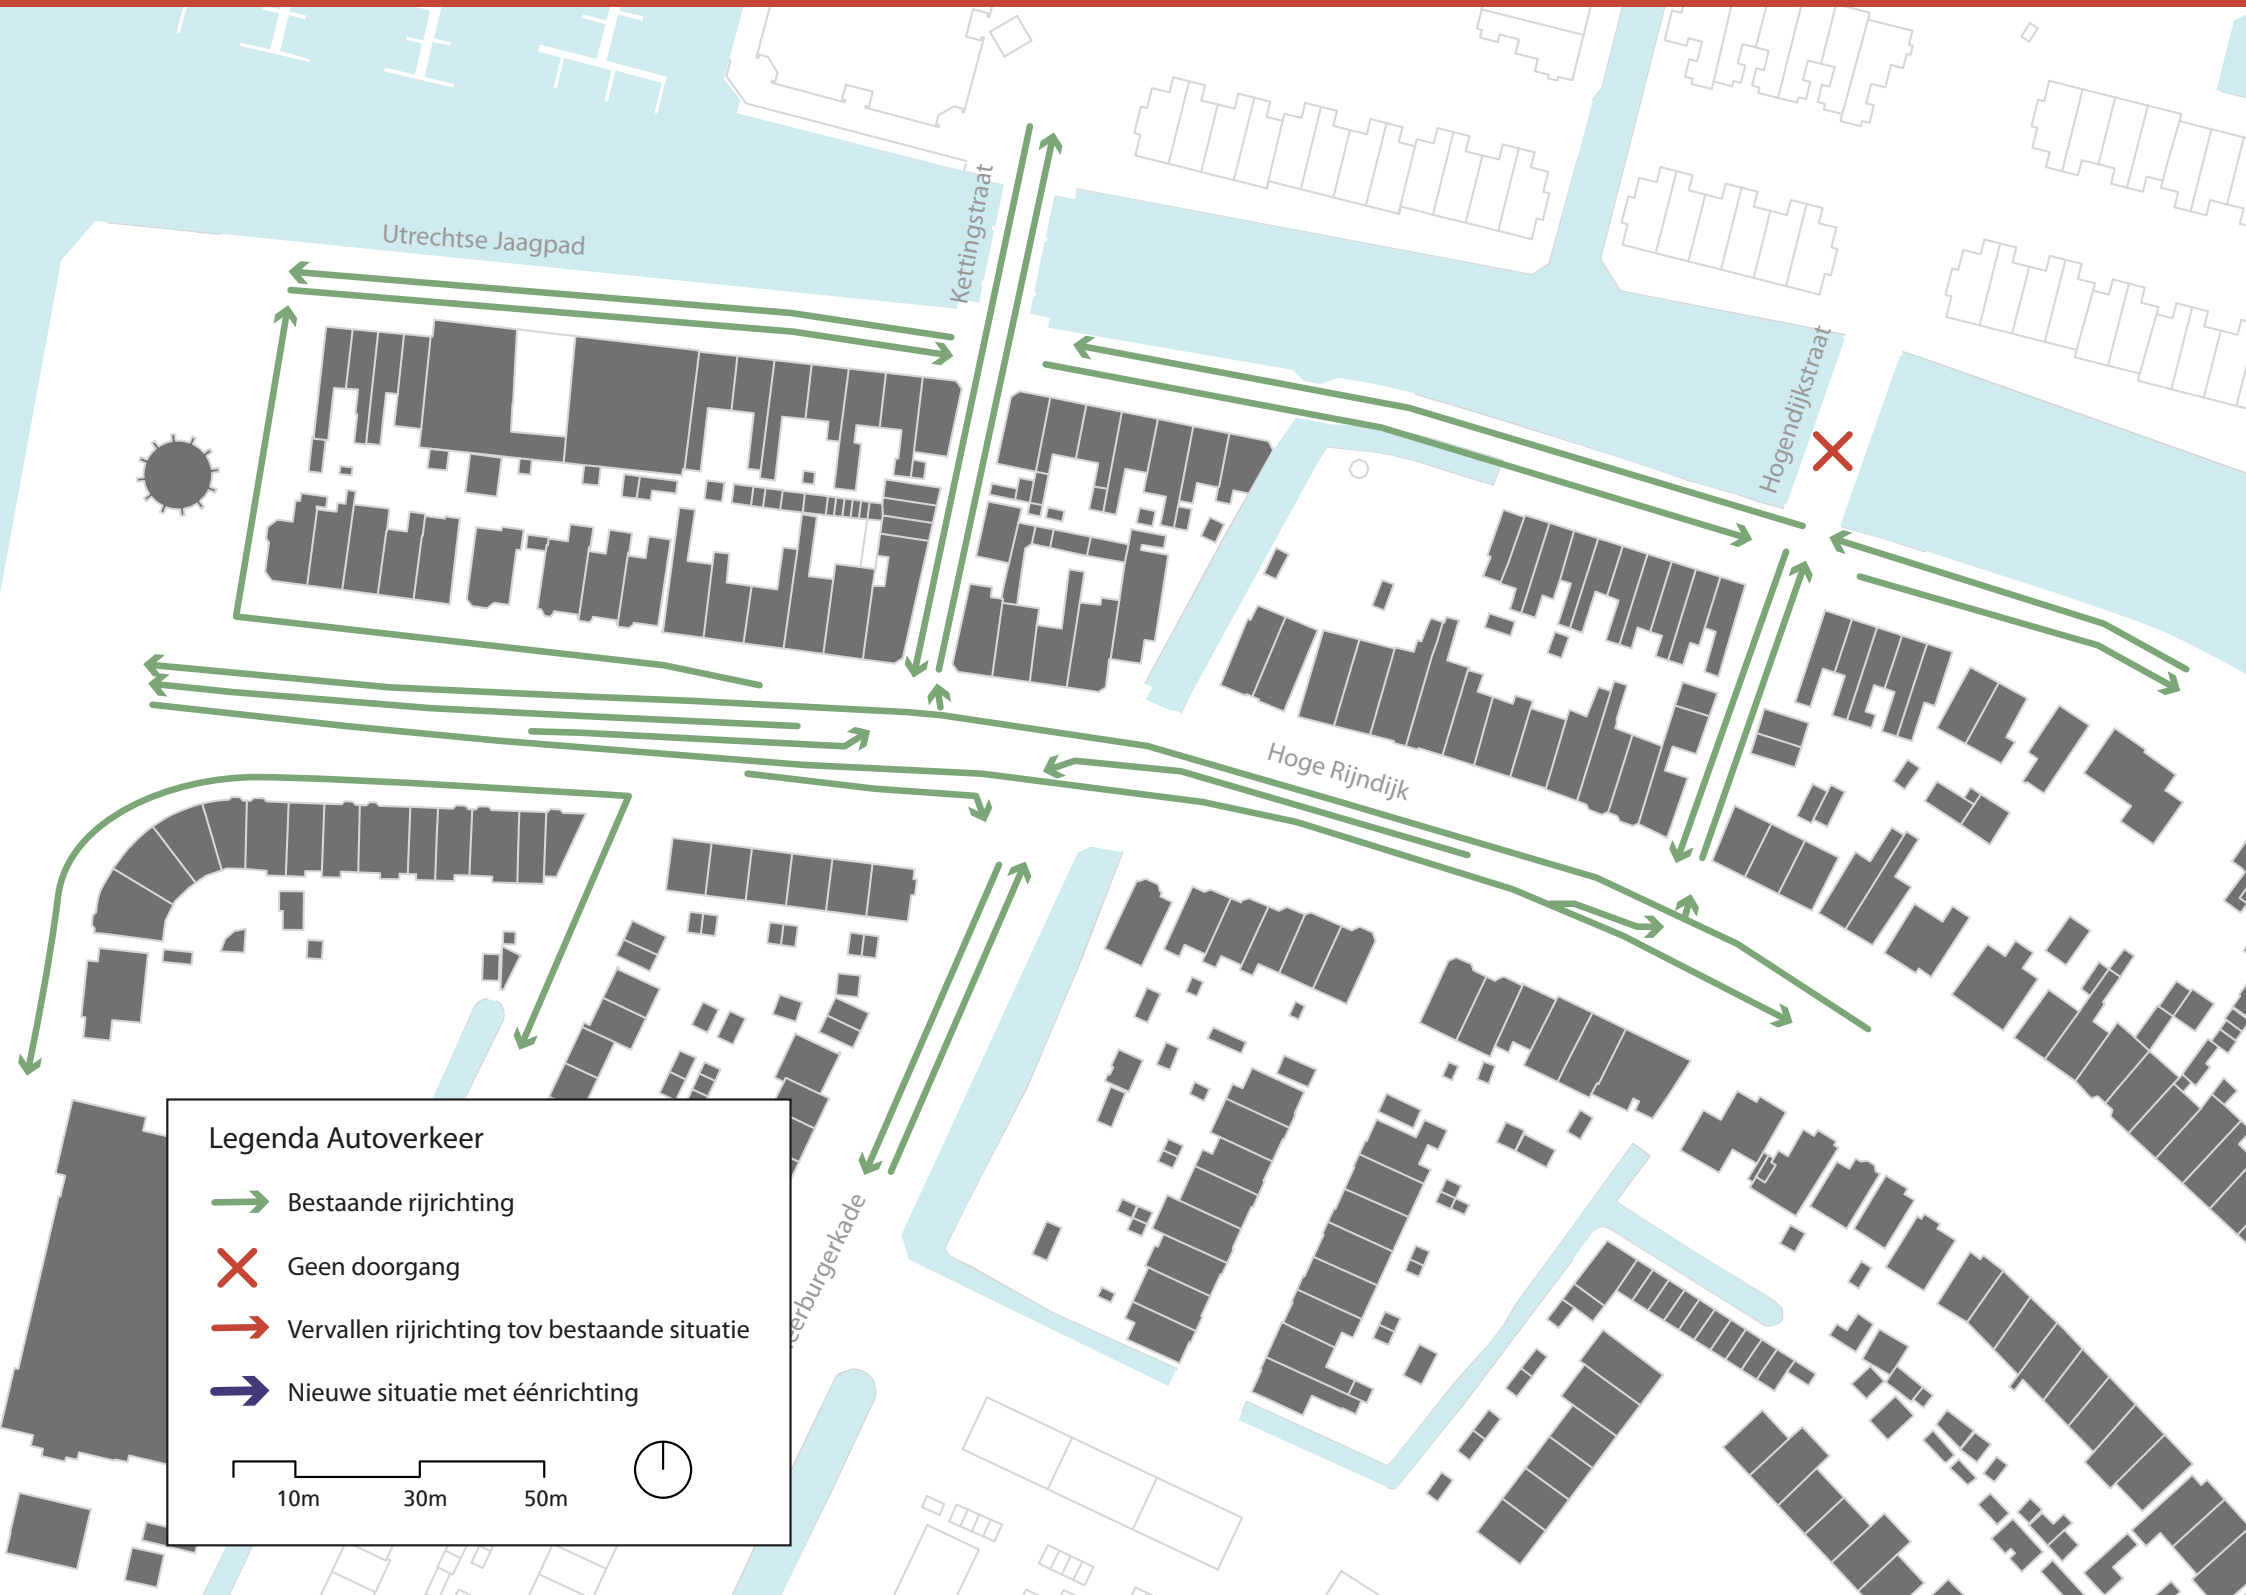 Utrechtse Jaagpad
Kettingstraat
Hogendijkstraat
Hoge Rijndijk
Legenda Autoverkeer
Bestaande rijrichting
Geen doorgang
Vervallen rijrichting tov bestaande situatie
Nieuwe situatie met éénrichting
10m 30m 50m
eerburgerkade